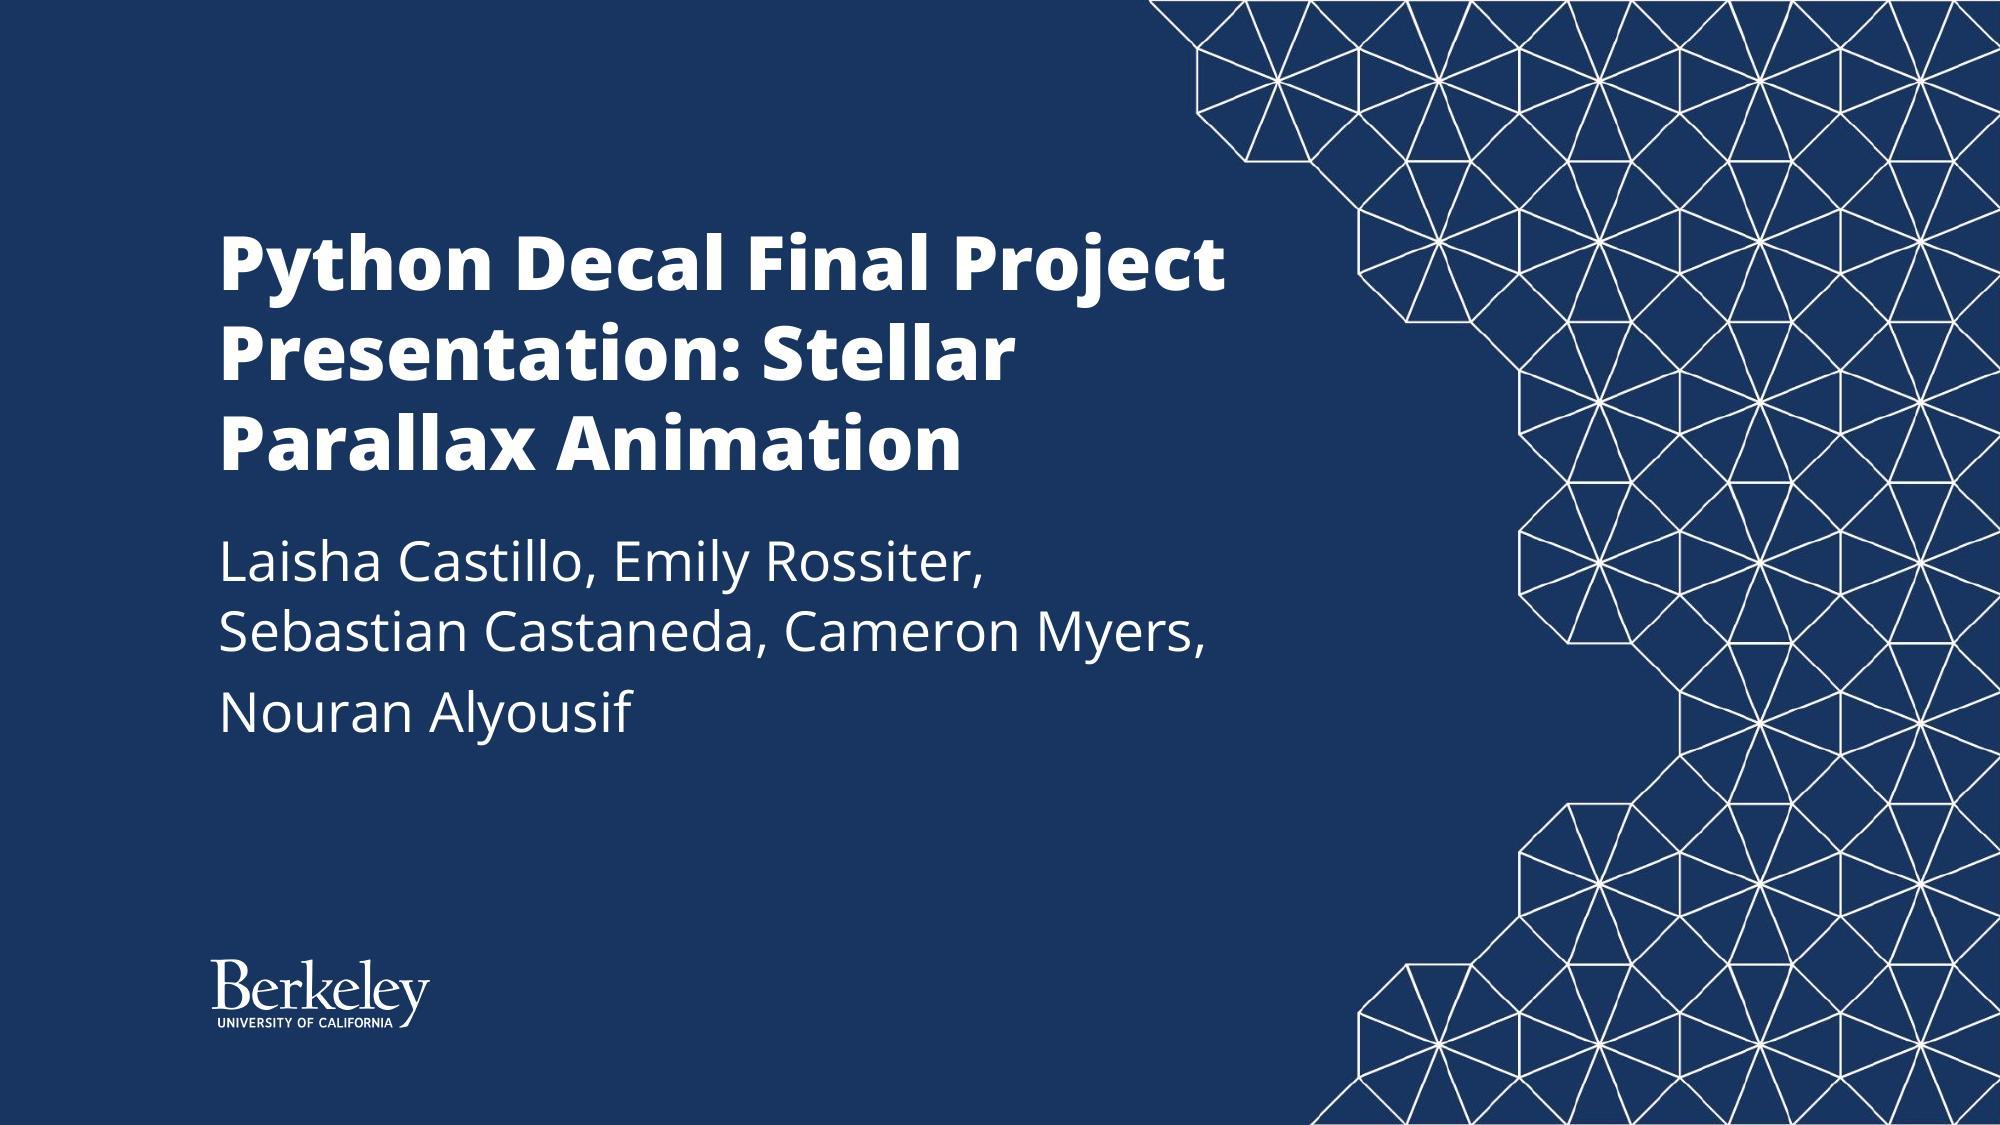 Python Decal Final Project
Presentation: Stellar
Parallax Animation
Laisha Castillo, Emily Rossiter,
Sebastian Castaneda, Cameron Myers,
Nouran Alyousif
Berkeley
UNIVERSITY OF CALIFORNIA